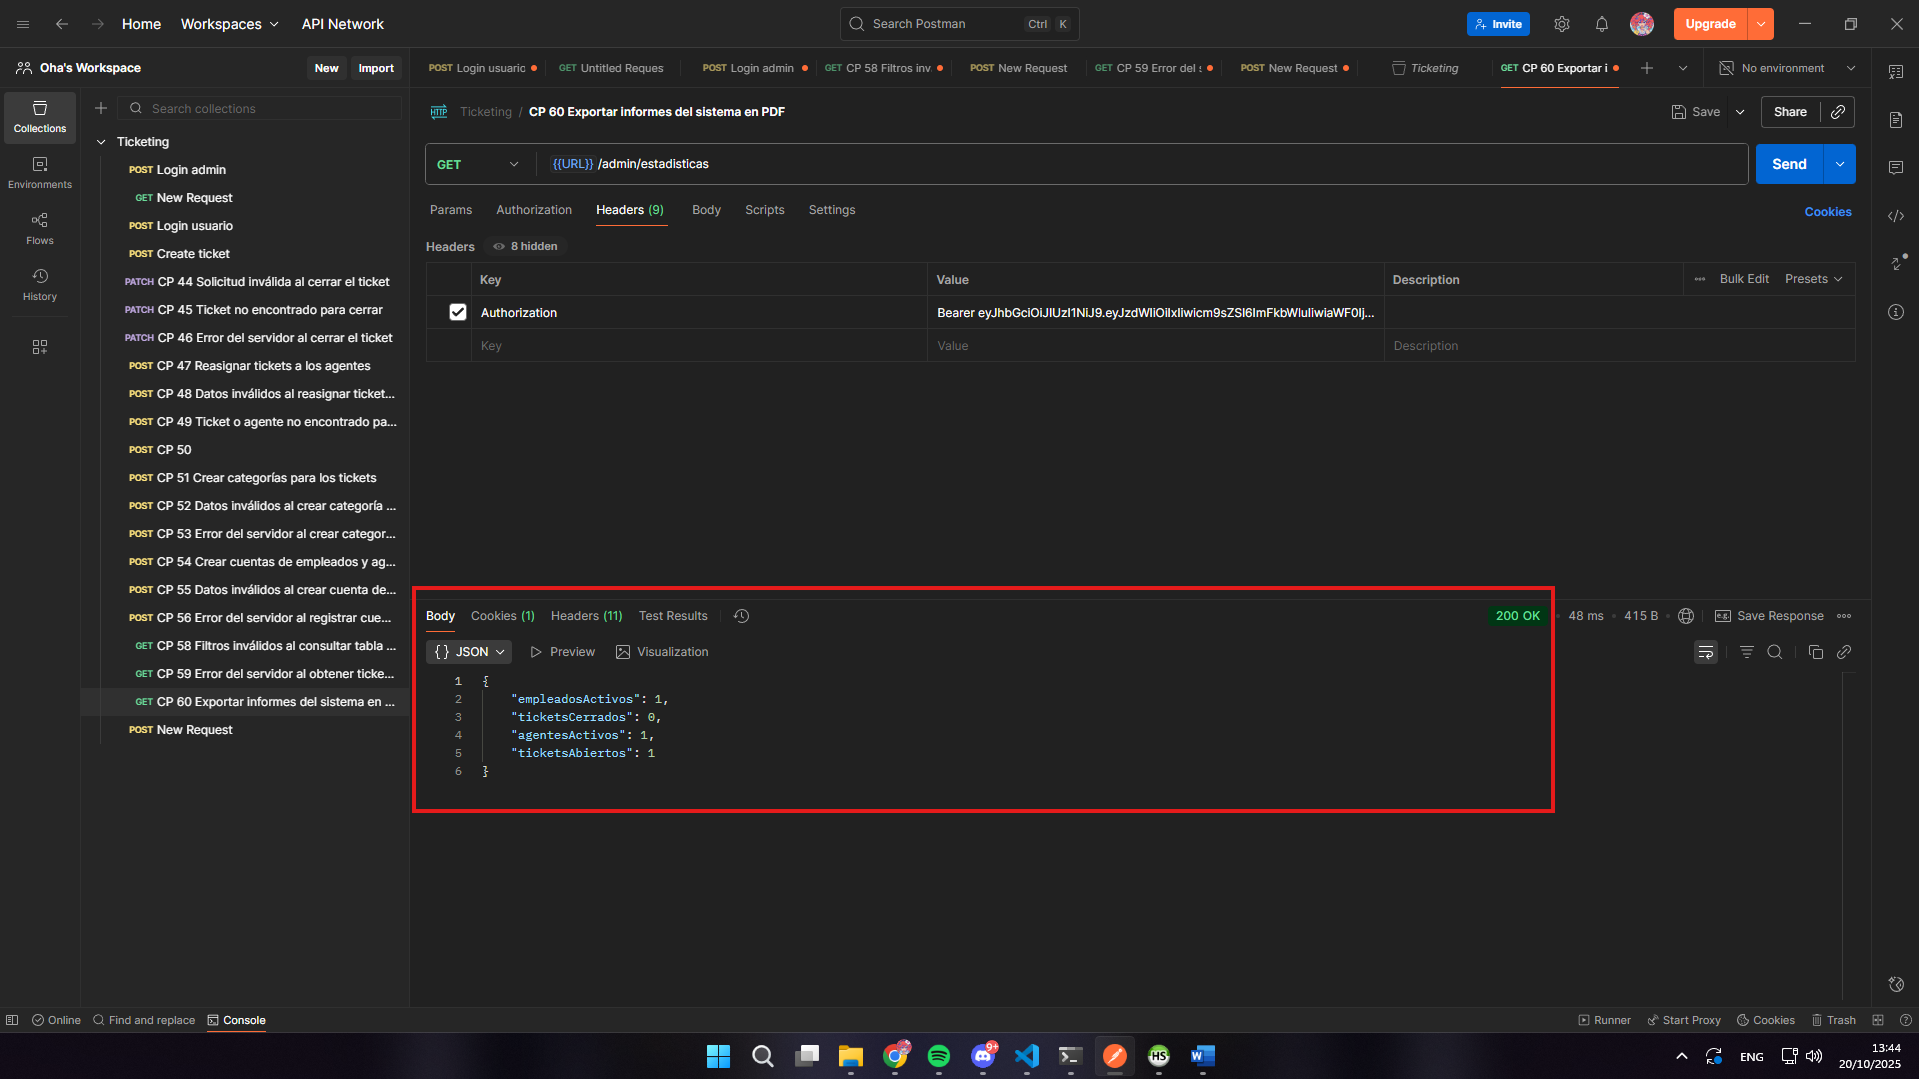 Home
Workspaces
API Network
Search Postman
Ctrl
K
Invite
Upgrade
Oha's Workspace
New
Import
POST Login usuario
GET Untitled Reques
POST Login admin
GET CP 58 Filtros inv
POST New Request
GET CP 59 Error del s
POST New Request
Ticketing
GET CP 60 Exportar i
No environment
Collections
Environments
Flows
History
Search collections
Ticketing
POST Login admin
GET New Request
POST Login usuario
POST Create ticket
PATCH CP 44 Solicitud inválida al cerrar el ticket
PATCH CP 45 Ticket no encontrado para cerrar
PATCH CP 46 Error del servidor al cerrar el ticket
POST CP 47 Reasignar tickets a los agentes
POST CP 48 Datos inválidos al reasignar ticket...
POST CP 49 Ticket o agente no encontrado pa...
POST CP 50
POST CP 51 Crear categorías para los tickets
POST CP 52 Datos inválidos al crear categoría ...
POST CP 53 Error del servidor al crear categor...
POST CP 54 Crear cuentas de empleados y ag...
POST CP 55 Datos inválidos al crear cuenta de...
POST CP 56 Error del servidor al registrar cue...
GET CP 58 Filtros inválidos al consultar tabla ...
GET CP 59 Error del servidor al obtener ticke...
GET CP 60 Exportar informes del sistema en ...
POST New Request
HTTP Ticketing / CP 60 Exportar informes del sistema en PDF
Save
Share
GET
{{URL}} /admin/estadisticas
Send
Params
Authorization
Headers (9)
Body
Scripts
Settings
Cookies
Headers
8 hidden
Key
Value
Description
Bulk Edit
Presets
Authorization
Bearer eyJhbGciOiJIUzI1NiJ9.eyJzdWIiOiIxIiwicm9sZSI6ImFkbWluIiwiaWF0Ij...
Key
Value
Description
Body
Cookies (1)
Headers (11)
Test Results
200 OK
48 ms
415 B
e.g.
Save Response
{} JSON
Preview
Visualization
1 {
2 "empleadosActivos": 1,
3 "ticketsCerrados": 0,
4 "agentesActivos": 1,
5 "ticketsAbiertos": 1
6 }
Online
Find and replace
Console
Runner
Start Proxy
Cookies
Trash
9+
HS
W
ENG
13:44
20/10/2025